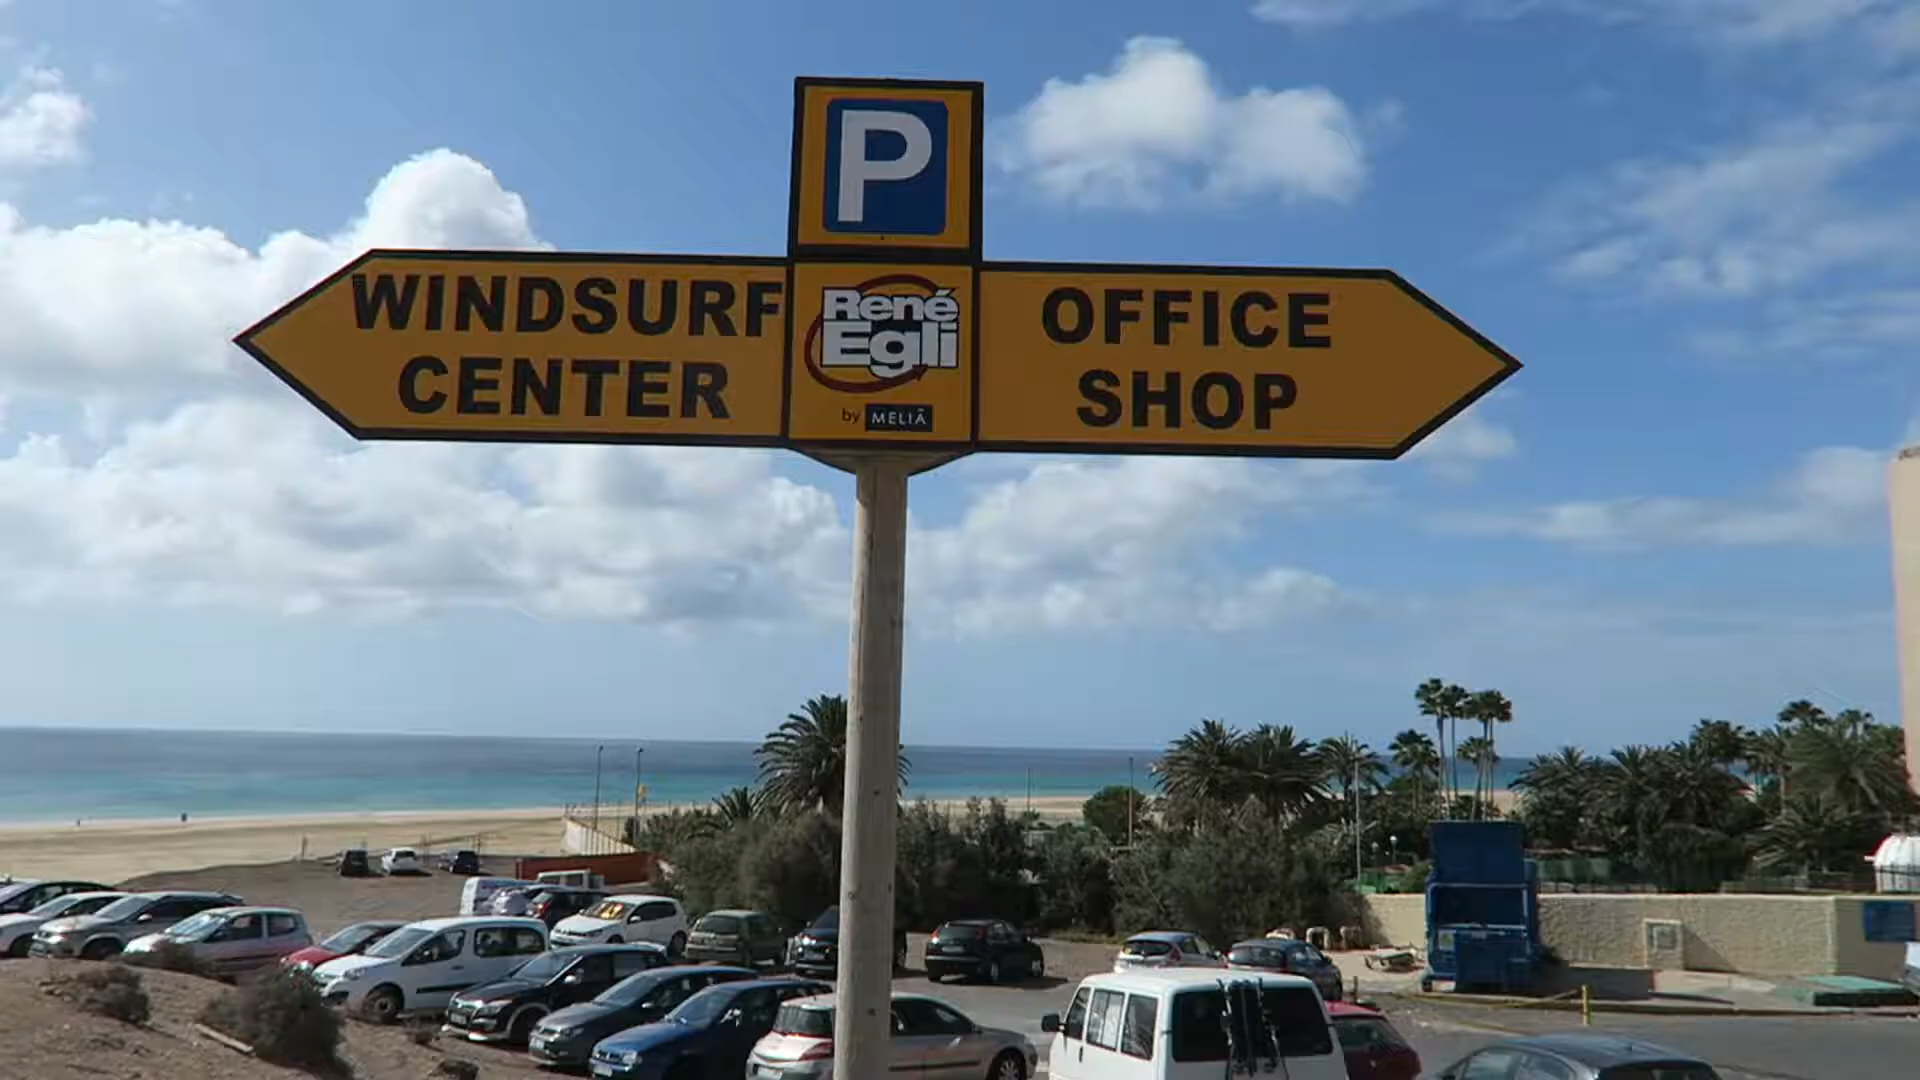 P
WINDSURF
CENTER
René
Egli
by MELIÃ
OFFICE
SHOP